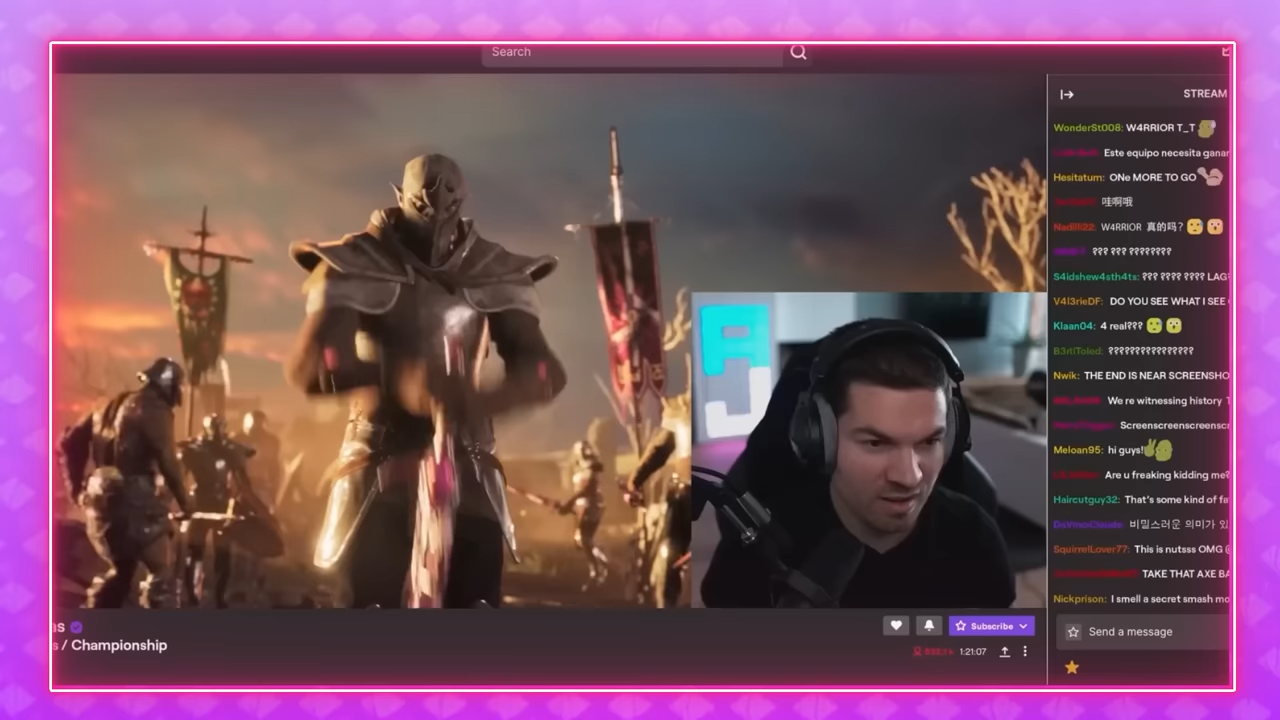 Search
STREAM
WonderSt008: W4RRIOR T_T
Este equipo necesita ganar
Hesitatum: ONe MORE TO GO
哇啊哦
Nadlli22: W4RRIOR 真的吗?
??? ??? ????????
S4idshew4sth4ts: ??? ???? ???? LAG
V4l3rieDF: DO YOU SEE WHAT I SEE
Klaan04: 4 real???
B3rtiToled: ????????????????
Nwik: THE END IS NEAR SCREENSHO
We re witnessing history
Screenscreenscreensc
Meloan95: hi guys!
Are u freaking kidding me?
Haircutguy32: That's some kind of fa
DaVinciClaude: 비밀스러운 의미가 있
SquirrelLover77: This is nutsss OMG
TAKE THAT AXE BA
Nickprison: I smell a secret smash mo
Send a message
as
s / Championship
Subscribe
1:21:07